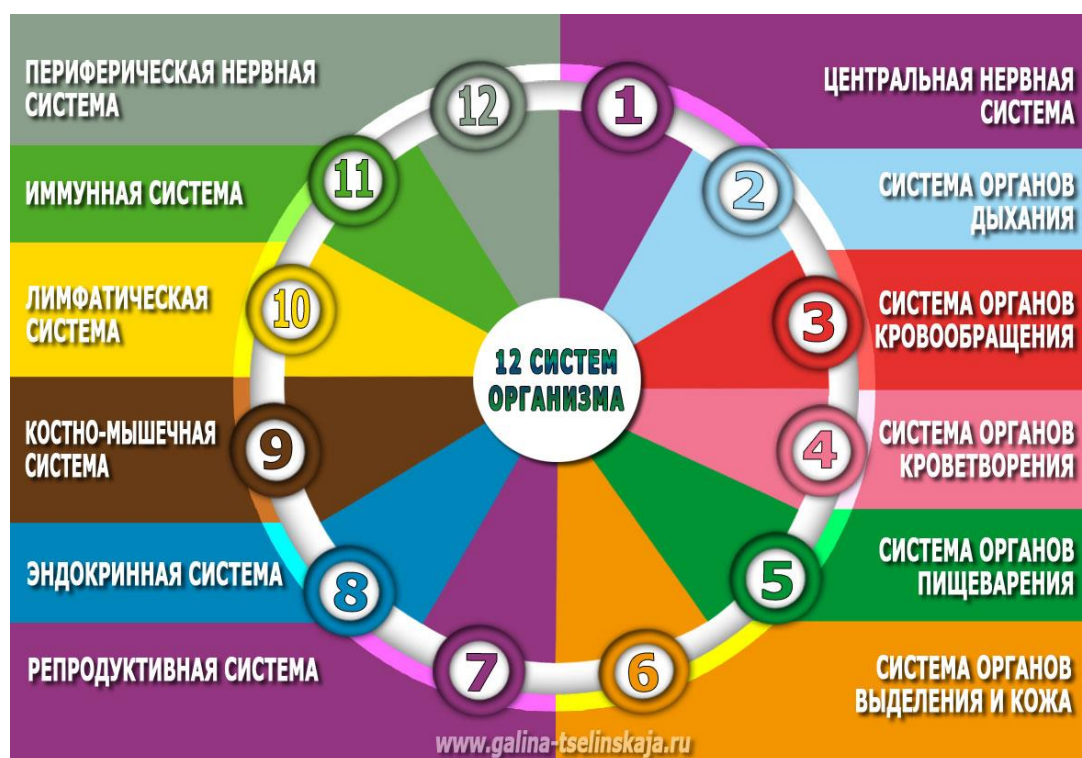 ПЕРИФЕРИЧЕСКАЯ НЕРВНАЯ
СИСТЕМА
ИММУННАЯ СИСТЕМА
ЛИМФАТИЧЕСКАЯ
СИСТЕМА
КОСТНО-МЫШЕЧНАЯ
СИСТЕМА
ЭНДОКРИННАЯ СИСТЕМА
РЕПРОДУКТИВНАЯ СИСТЕМА
12
11
10
9
8
7
12 СИСТЕМ
ОРГАНИЗМА
1
2
3
4
5
6
ЦЕНТРАЛЬНАЯ НЕРВНАЯ
СИСТЕМА
СИСТЕМА ОРГАНОВ
ДЫХАНИЯ
СИСТЕМА ОРГАНОВ
КРОВООБРАЩЕНИЯ
СИСТЕМА ОРГАНОВ
КРОВЕТВОРЕНИЯ
СИСТЕМА ОРГАНОВ
ПИЩЕВАРЕНИЯ
СИСТЕМА ОРГАНОВ
ВЫДЕЛЕНИЯ И КОЖА
www.galina-tselinskaja.ru